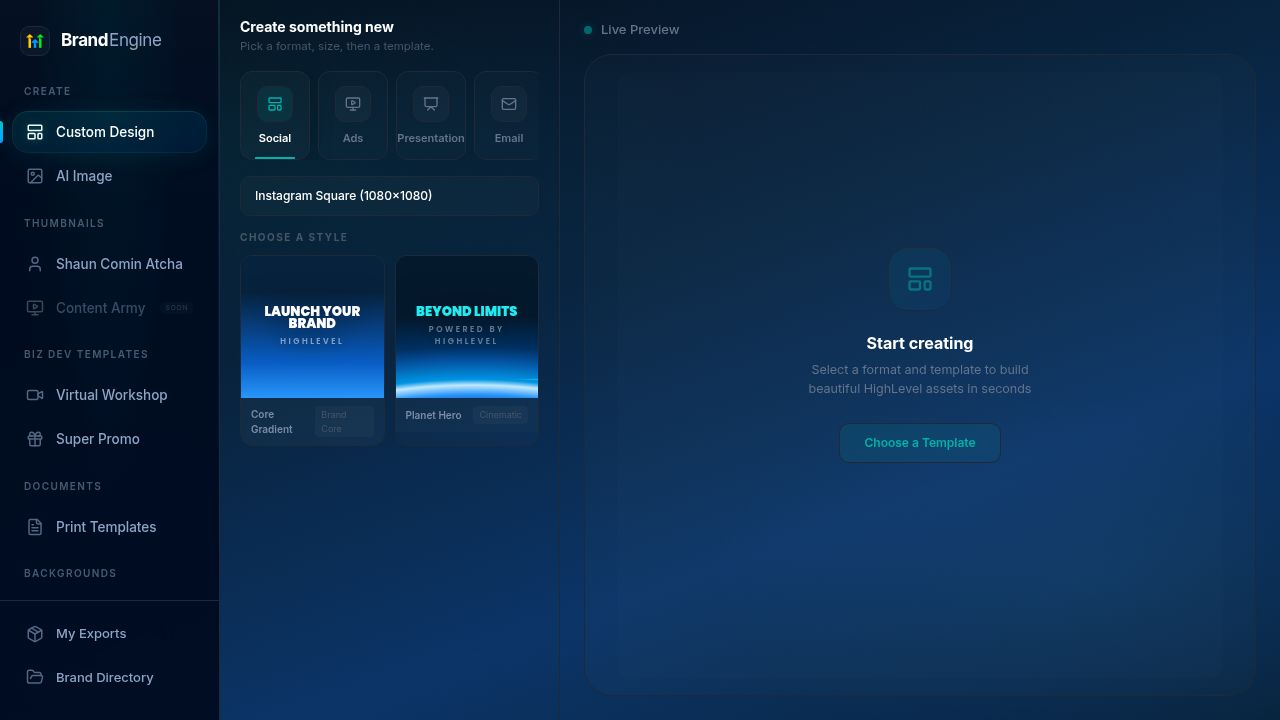 BrandEngine
CREATE
Custom Design
AI Image
THUMBNAILS
Shaun Comin Atcha
Content Army SOON
BIZ DEV TEMPLATES
Virtual Workshop
Super Promo
DOCUMENTS
Print Templates
BACKGROUNDS
My Exports
Brand Directory
Create something new
Pick a format, size, then a template.
Social
Ads
Presentation
Email
Instagram Square (1080×1080)
CHOOSE A STYLE
LAUNCH YOUR
BRAND
HIGHLEVEL
Core
Gradient
Brand
Core
BEYOND LIMITS
POWERED BY
HIGHLEVEL
Planet Hero
Cinematic
Live Preview
Start creating
Select a format and template to build
beautiful HighLevel assets in seconds
Choose a Template